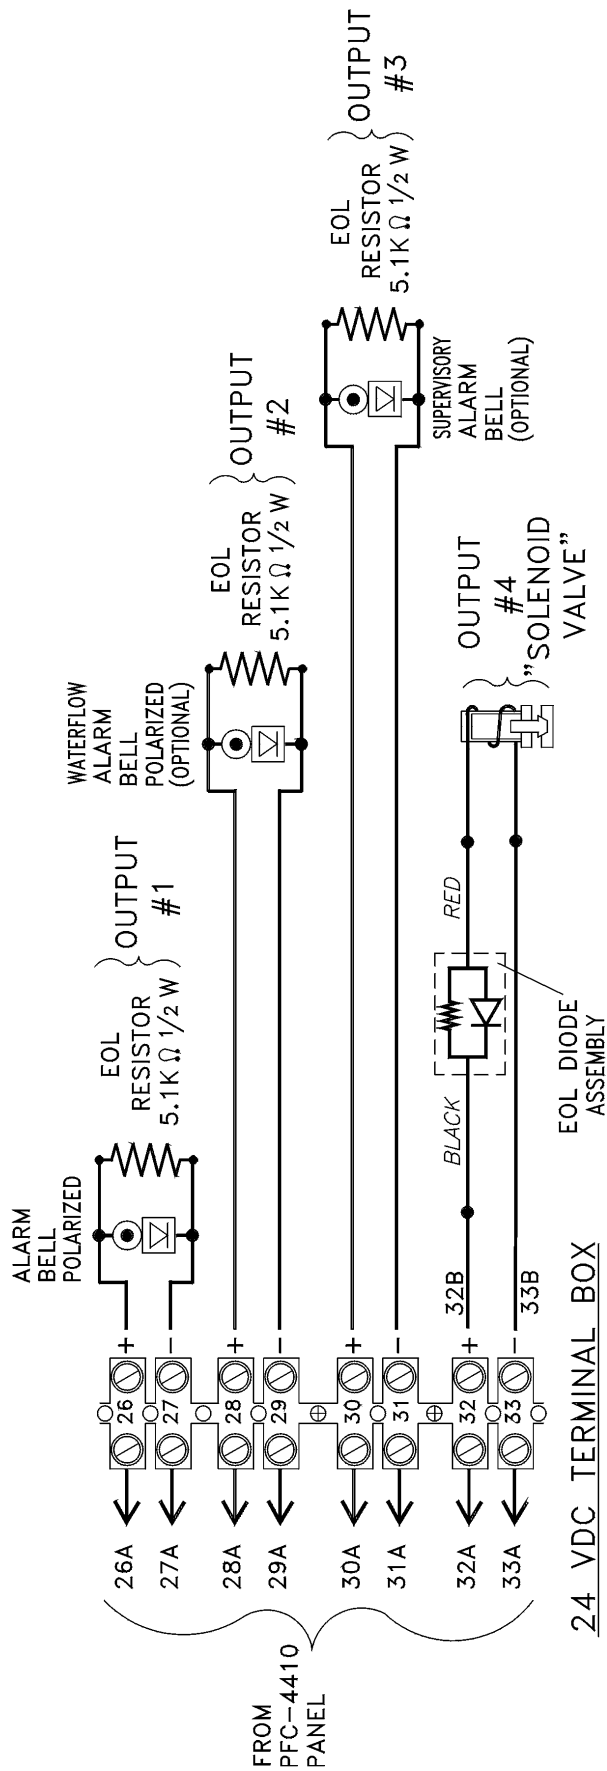 ALARM
BELL
POLARIZED
EOL
RESISTOR
5.1K Ω 1/2 W
OUTPUT
#1
WATERFLOW
ALARM
BELL
POLARIZED
(OPTIONAL)
EOL
RESISTOR
5.1K Ω 1/2 W
OUTPUT
#2
EOL
RESISTOR
5.1K Ω 1/2 W
OUTPUT
#3
SUPERVISORY
ALARM
BELL
(OPTIONAL)
OUTPUT
#4
"SOLENOID
VALVE"
RED
BLACK
EOL DIODE
ASSEMBLY
32B
33B
+
-
+
-
+
-
+
-
26
27
28
29
30
31
32
33
26A
27A
28A
29A
30A
31A
32A
33A
FROM
PFC-4410
PANEL
24 VDC TERMINAL BOX